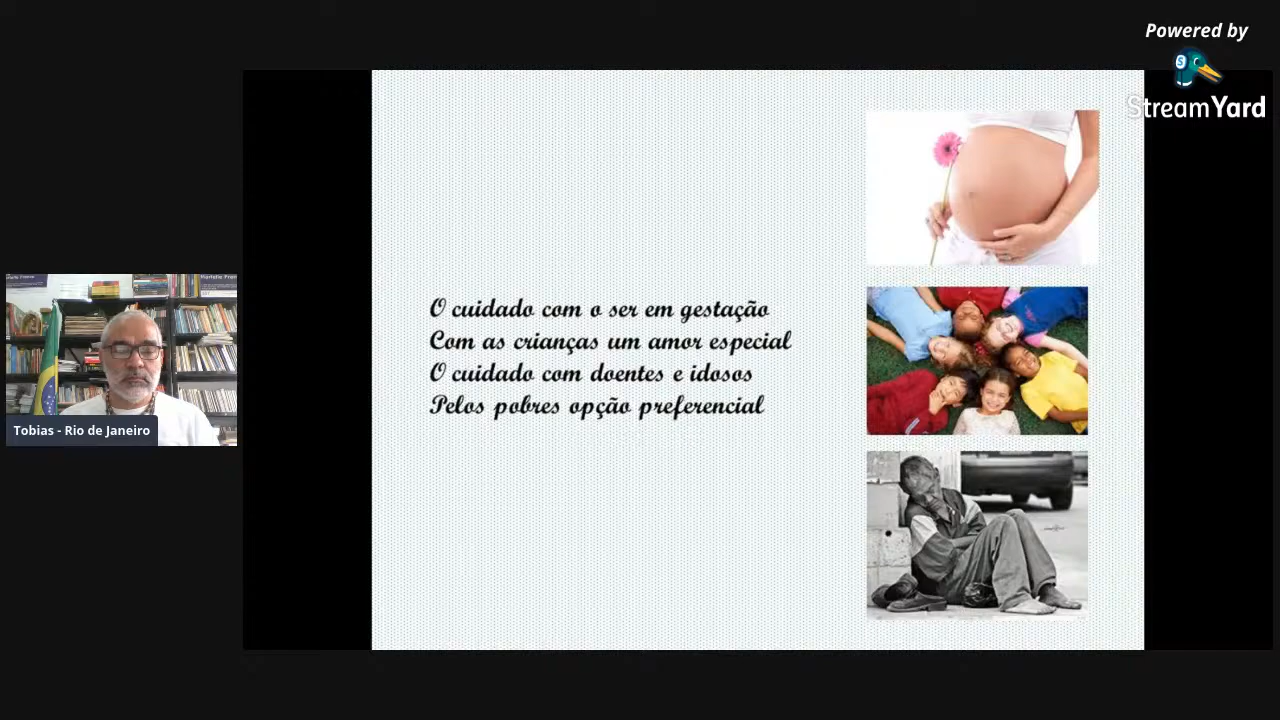 Powered by
StreamYard
O cuidado com o ser em gestação
Com as crianças um amor especial
O cuidado com doentes e idosos
Pelos pobres opção preferencial
Tobias - Rio de Janeiro